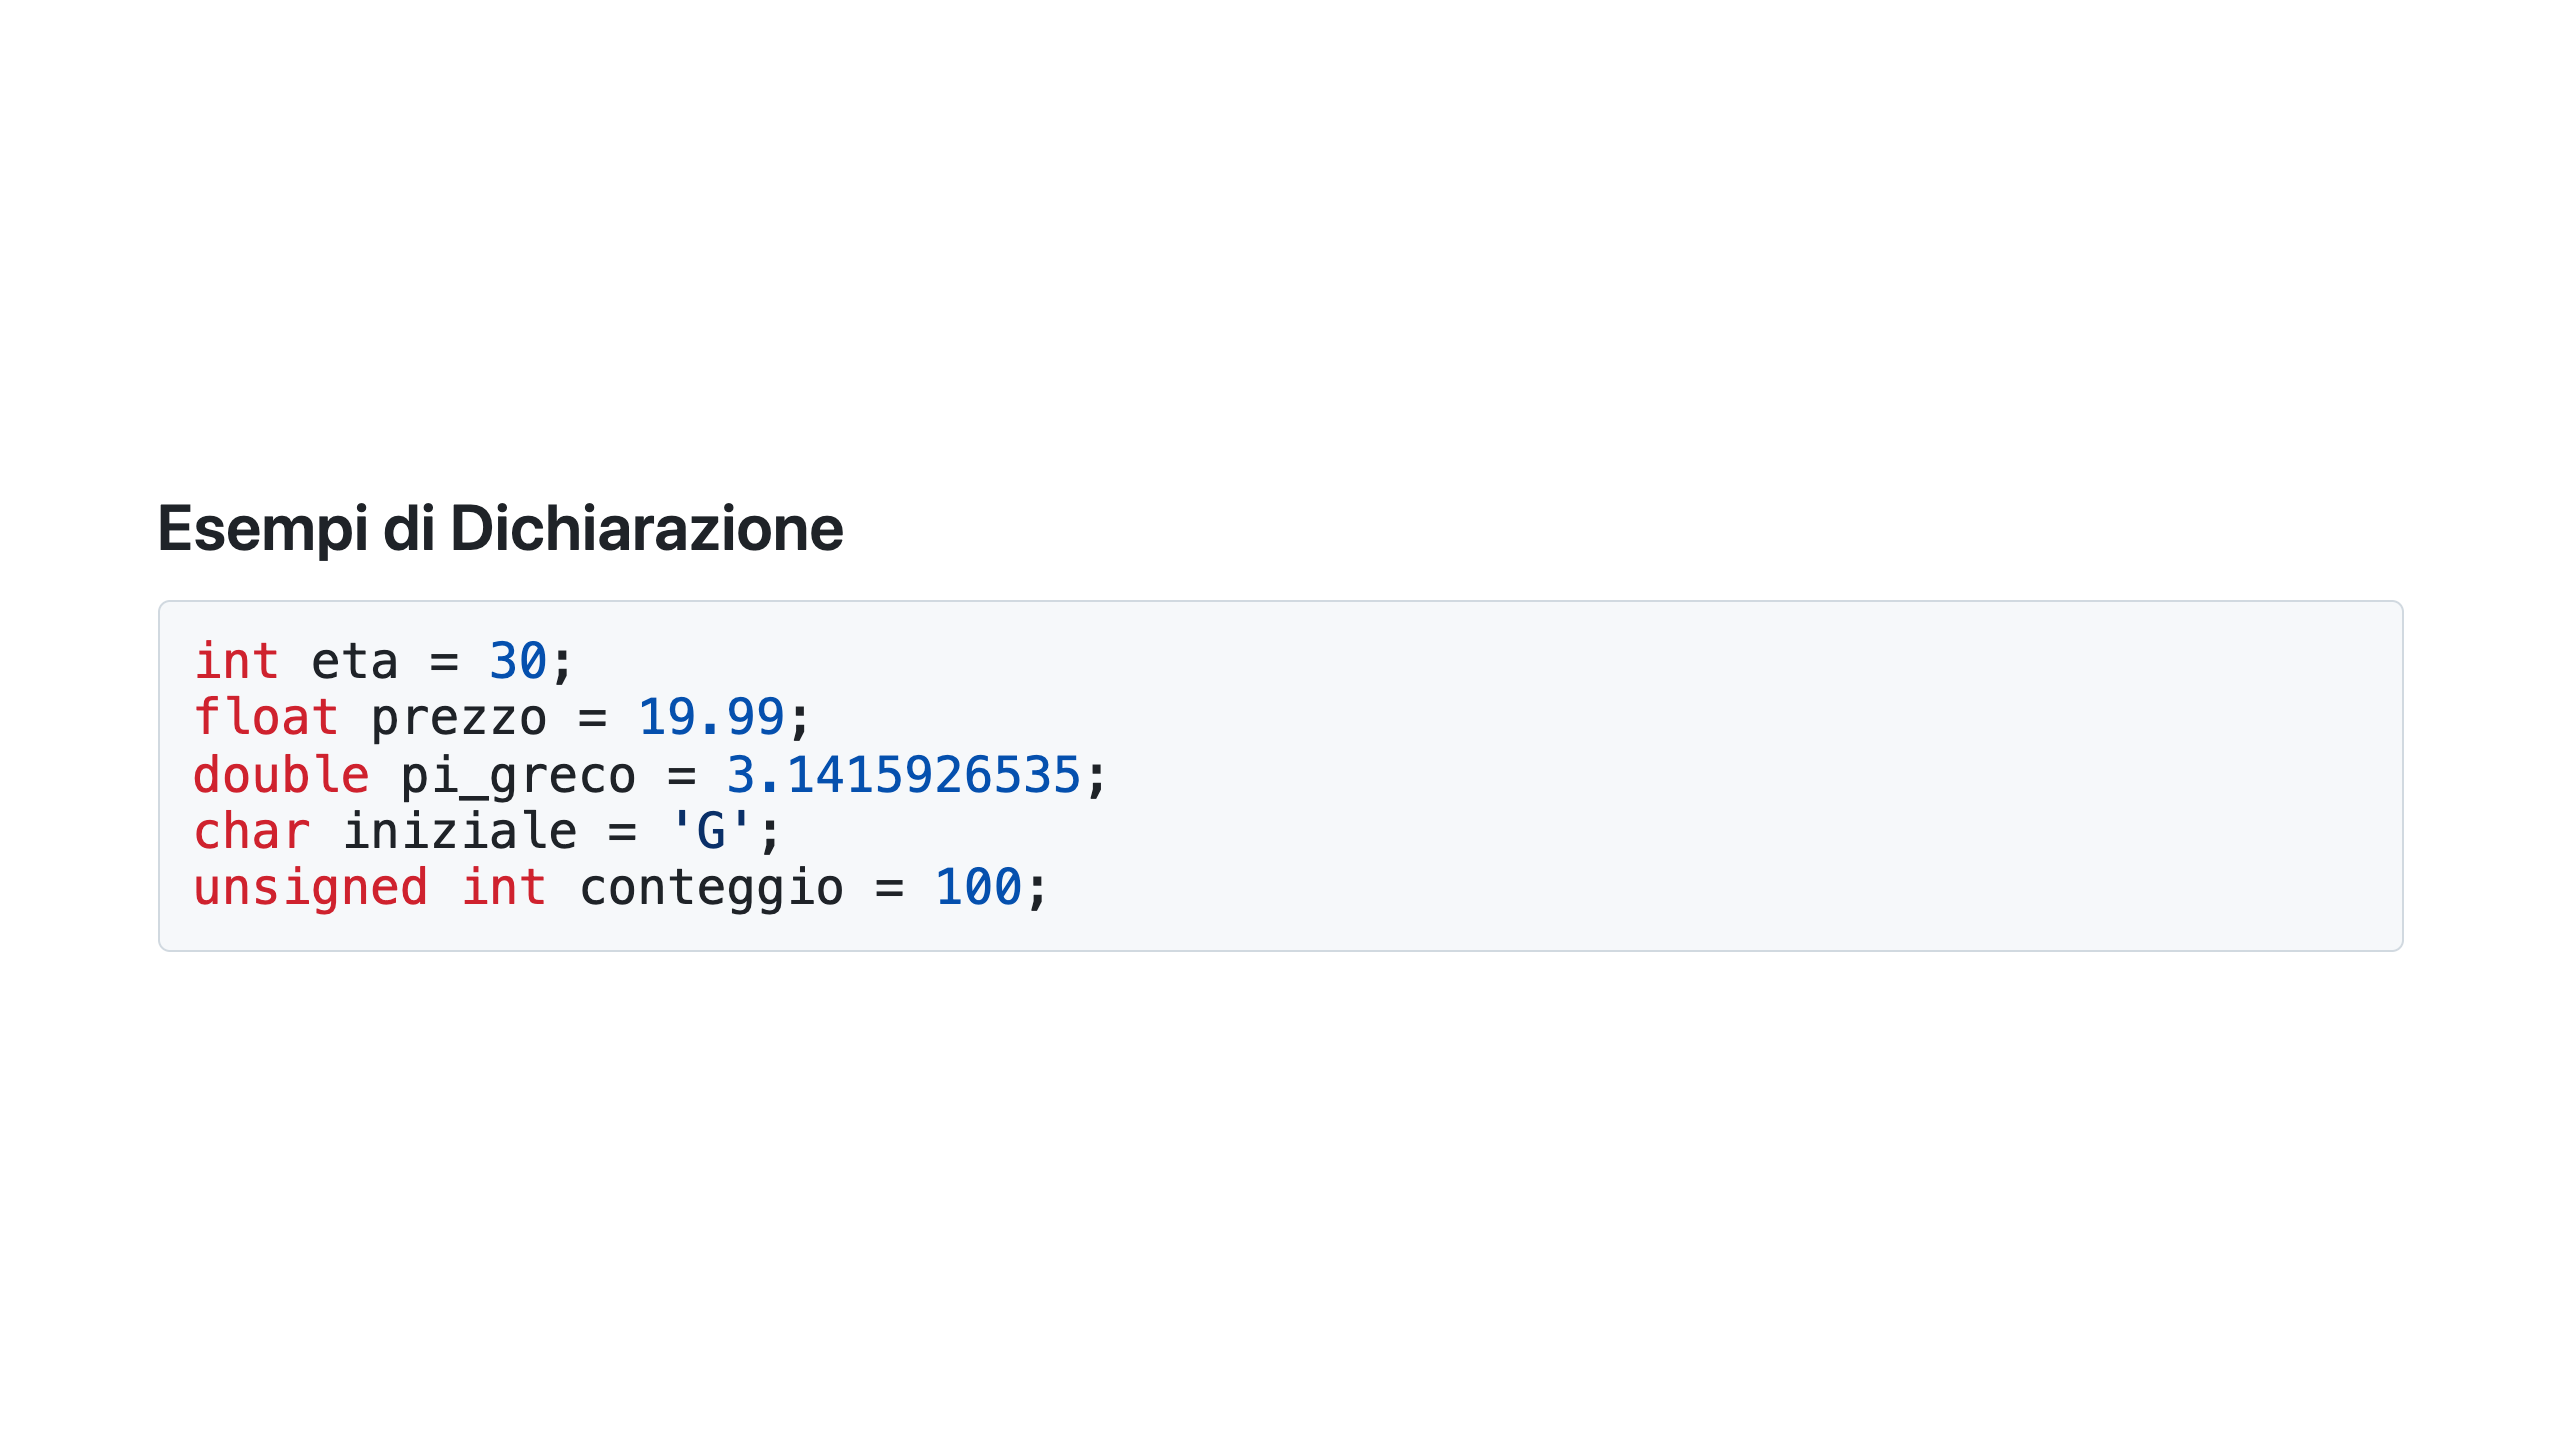 Esempi di Dichiarazione
int eta = 30;
float prezzo = 19.99;
double pi_greco = 3.1415926535;
char iniziale = 'G';
unsigned int conteggio = 100;